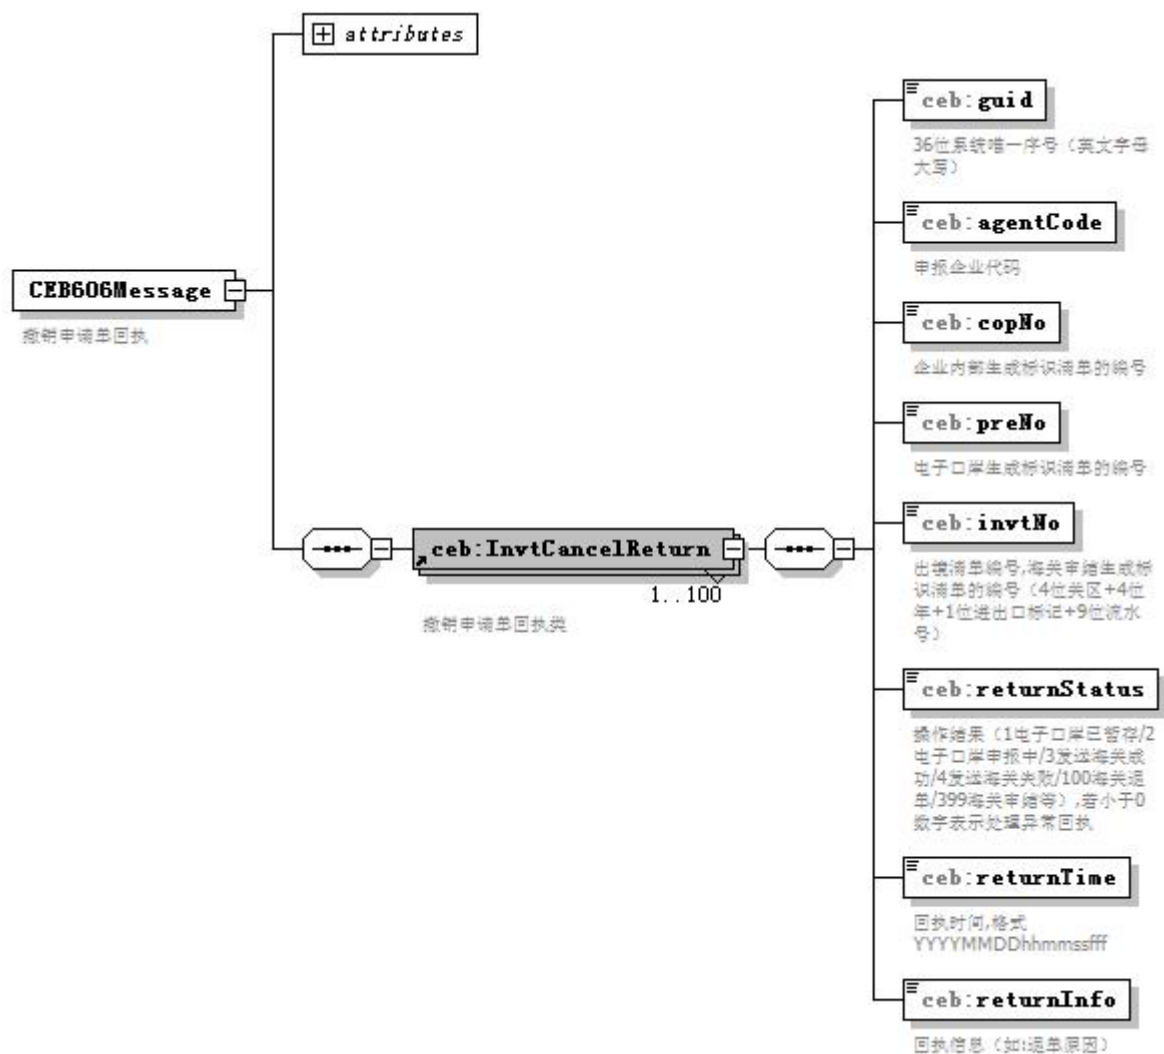 attributes
CEB606Message
撤销申请单回执
ceb:InvtCancelReturn
1..100
撤销申请单回执类
ceb:guid
36位系统唯一序号（英文字母
大写）
ceb:agentCode
申报企业代码
ceb:copNo
企业内部生成标识清单的编号
ceb:preNo
电子口岸生成标识清单的编号
ceb:invtNo
出境清单编号,海关审结生成标
识清单的编号（4位关区+4位
年+1位进出口标记+9位流水
号）
ceb:returnStatus
操作结果（1电子口岸已暂存/2
电子口岸申报中/3发送海关成
功/4发送海关失败/100海关退
单/399海关审结等）,若小于0
数字表示处理异常回执
ceb:returnTime
回执时间,格式
YYYYMMDDhhmmssfff
ceb:returnInfo
回执信息（如:退单原因）